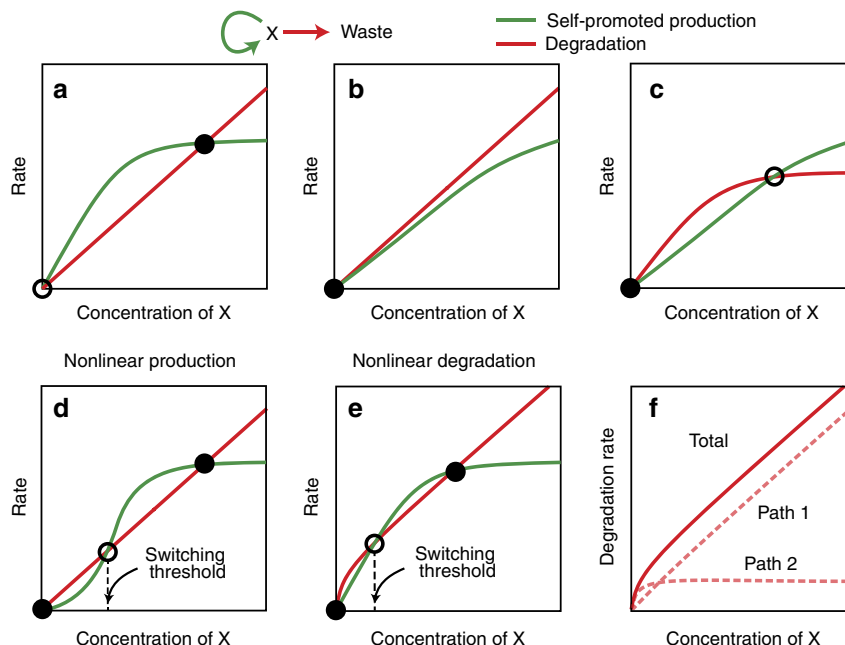 X
Waste
Self-promoted production
Degradation
a
Rate
Concentration of X
b
Rate
Concentration of X
c
Rate
Concentration of X
Nonlinear production
d
Rate
Switching
threshold
Concentration of X
Nonlinear degradation
e
Rate
Switching
threshold
Concentration of X
f
Degradation rate
Total
Path 1
Path 2
Concentration of X